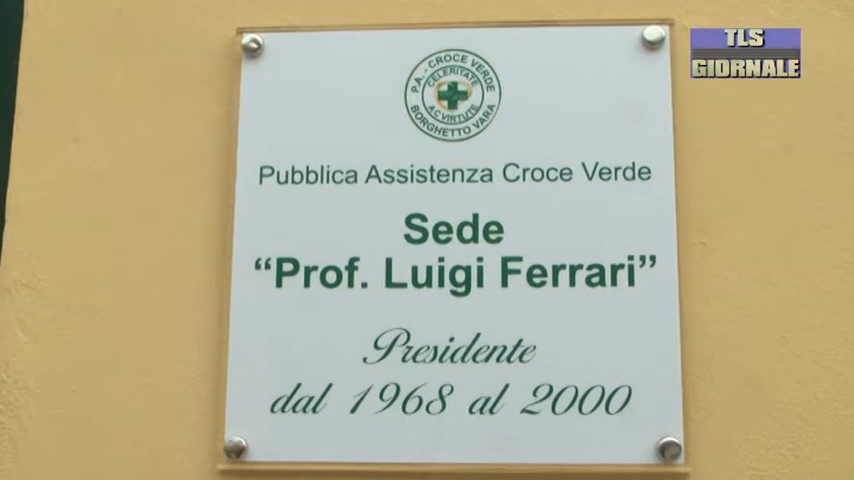 TLS
GIORNALE
P.A. - CROCE VERDE
CELERITATE
AC VIRTUTE
BORGHETTO VARA
Pubblica Assistenza Croce Verde
Sede
“Prof. Luigi Ferrari”
Presidente
dal 1968 al 2000